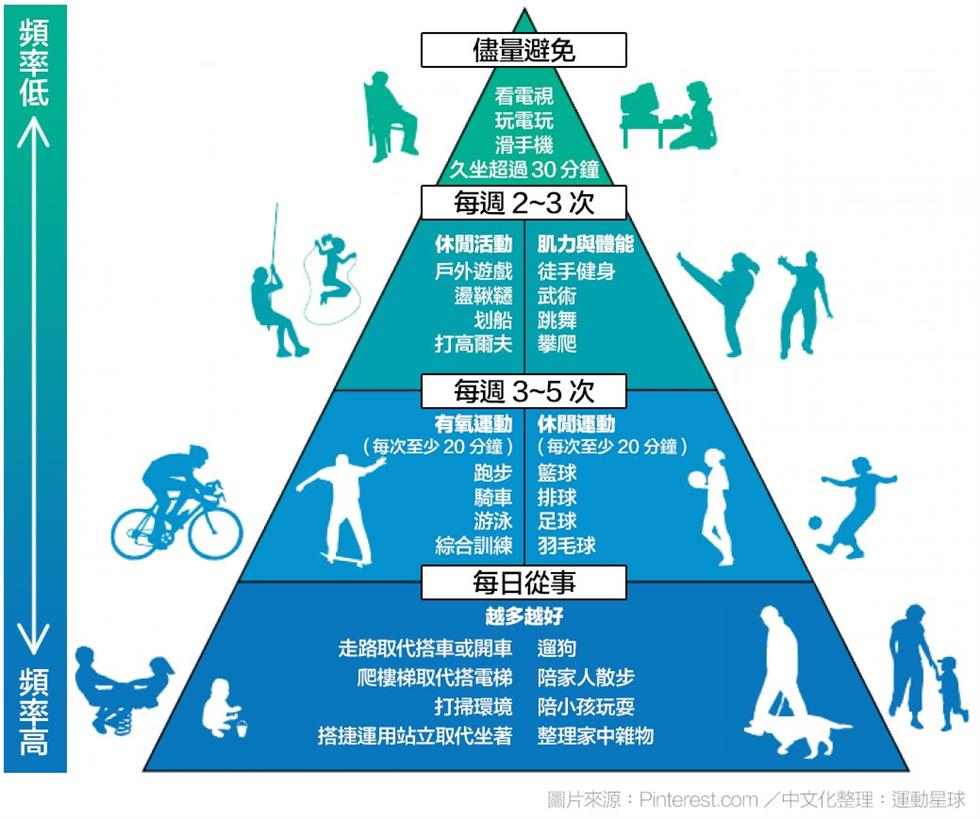 頻率低
儘量避免
看電視
玩電玩
滑手機
久坐超過30分鐘
每週2~3次
休閒活動
戶外遊戲
盪鞦韆
划船
打高爾夫
肌力與體能
徒手健身
武術
跳舞
攀爬
每週3~5次
有氧運動
（每次至少20分鐘）
跑步
騎車
游泳
綜合訓練
休閒運動
（每次至少20分鐘）
籃球
排球
足球
羽毛球
每日從事
越多越好
走路取代搭車或開車
爬樓梯取代搭電梯
打掃環境
搭捷運用站立取代坐著
遛狗
陪家人散步
陪小孩玩耍
整理家中雜物
頻率高
圖片來源：Pinterest.com／中文化整理：運動星球